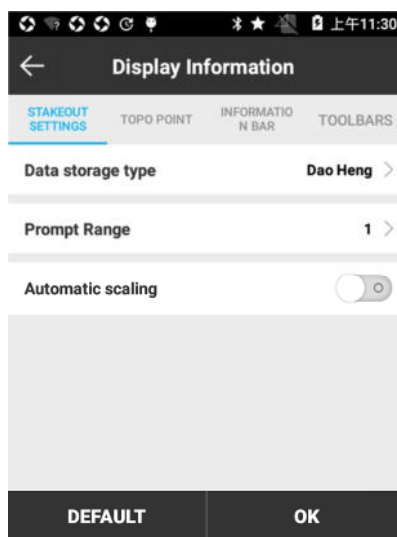 上午11:30
Display Information
STAKEOUT
SETTINGS
TOPO POINT
INFORMATIO
N BAR
TOOLBARS
Data storage type
Dao Heng
Prompt Range
1
Automatic scaling
DEFAULT
OK